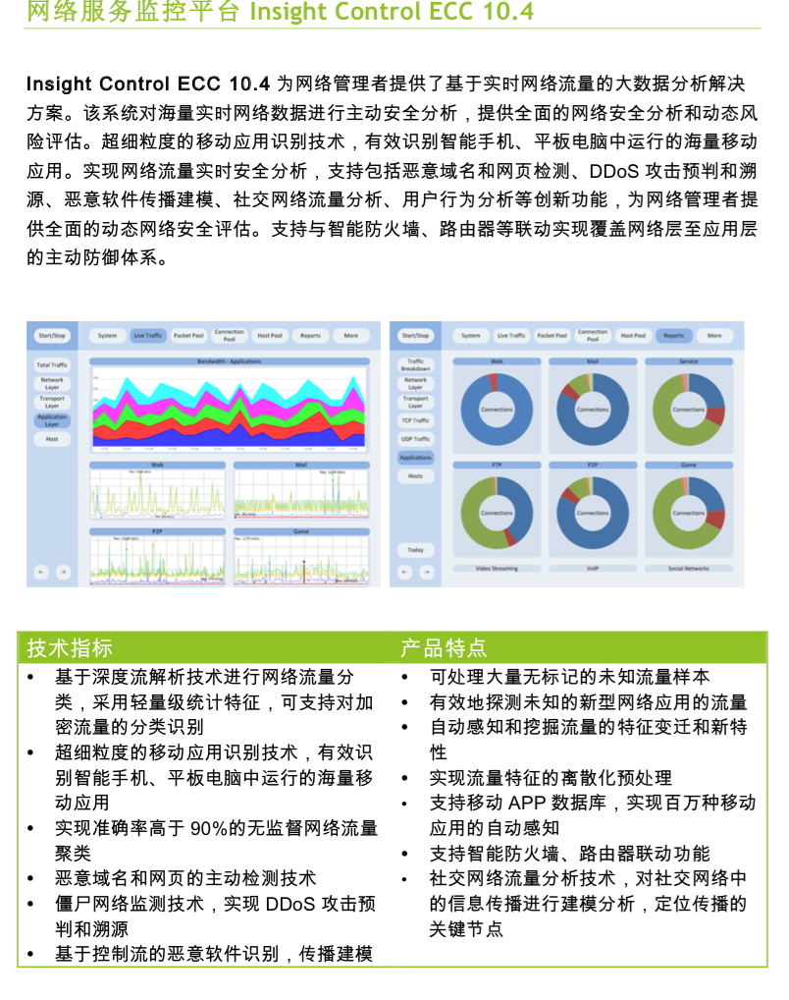 网络服务监控平台 Insight Control ECC 10.4
Insight Control ECC 10.4 为网络管理者提供了基于实时网络流量的大数据分析解决
方案。该系统对海量实时网络数据进行主动安全分析，提供全面的网络安全分析和动态风
险评估。超细粒度的移动应用识别技术，有效识别智能手机、平板电脑中运行的海量移动
应用。实现网络流量实时安全分析，支持包括恶意域名和网页检测、DDoS 攻击预判和溯
源、恶意软件传播建模、社交网络流量分析、用户行为分析等创新功能，为网络管理者提
供全面的动态网络安全评估。支持与智能防火墙、路由器等联动实现覆盖网络层至应用层
的主动防御体系。
Start/Stop
System
Live Traffic
Packet Pool
Connection
Pool
Host Pool
Reports
More
Total Traffic
Network
Layer
Transport
Layer
Application
Layer
Host
Bandwidth - Applications
Web
Mail
P2P
Game
<-
->
Start/Stop
System
Live Traffic
Packet Pool
Connection
Pool
Host Pool
Reports
More
Traffic
Breakdown
Network
Layer
Transport
Layer
TCP Traffic
UDP Traffic
Applications
Hosts
Today
<-
->
Web
Mail
Service
Connections
Connections
Connections
FTP
P2P
Game
Connections
Connections
Connections
Video Streaming
VoIP
Social Networks
技术指标
• 基于深度流解析技术进行网络流量分
类，采用轻量级统计特征，可支持对加
密流量的分类识别
• 超细粒度的移动应用识别技术，有效识
别智能手机、平板电脑中运行的海量移
动应用
• 实现准确率高于 90%的无监督网络流量
聚类
• 恶意域名和网页的主动检测技术
• 僵尸网络监测技术，实现 DDoS 攻击预
判和溯源
• 基于控制流的恶意软件识别，传播建模
产品特点
• 可处理大量无标记的未知流量样本
• 有效地探测未知的新型网络应用的流量
• 自动感知和挖掘流量的特征变迁和新特
性
• 实现流量特征的离散化预处理
• 支持移动 APP 数据库，实现百万种移动
应用的自动感知
• 支持智能防火墙、路由器联动功能
• 社交网络流量分析技术，对社交网络中
的信息传播进行建模分析，定位传播的
关键节点